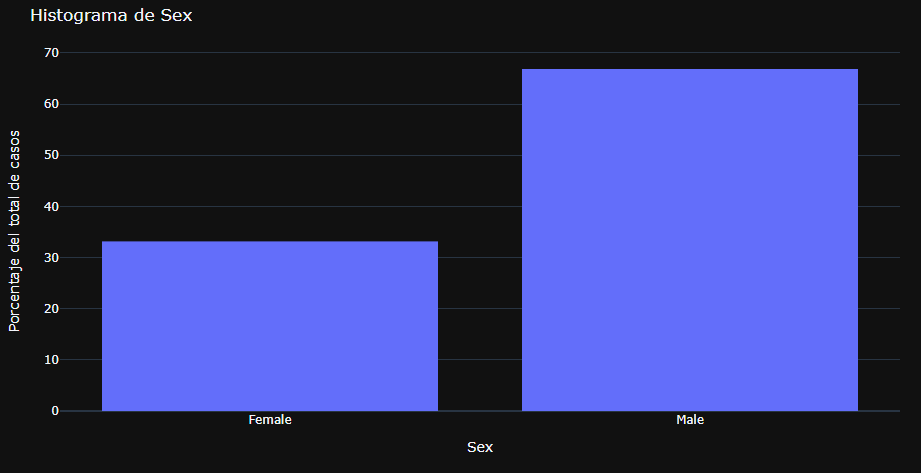 Histograma de Sex
Porcentaje del total de casos
70
60
50
40
30
20
10
0
Female
Male
Sex